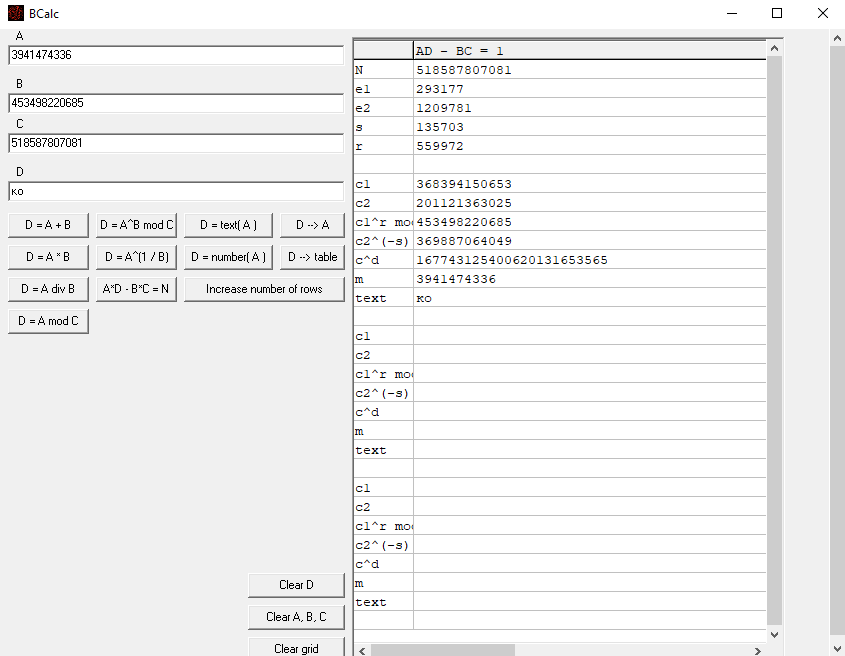 BCalc
A
3941474336
B
453498220685
C
518587807081
D
ко
D = A + B
D = A^B mod C
D = text( A )
D --> A
D = A * B
D = A^(1 / B)
D = number( A )
D --> table
D = A div B
A*D - B*C = N
Increase number of rows
D = A mod C
Clear D
Clear A, B, C
Clear grid
AD - BC = 1
N 518587807081
e1 293177
e2 1209781
s 135703
r 559972
c1 368394150653
c2 201121363025
c1^r mo 453498220685
c2^(-s) 369887064049
c^d 167743125400620131653565
m 3941474336
text ко
c1
c2
c1^r mo
c2^(-s)
c^d
m
text
c1
c2
c1^r mo
c2^(-s)
c^d
m
text